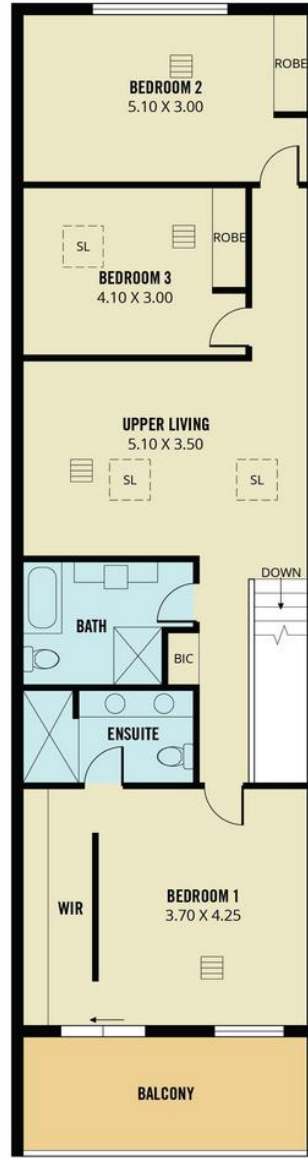 ROBE
BEDROOM 2
5.10 X 3.00
SL
ROBE
BEDROOM 3
4.10 X 3.00
UPPER LIVING
5.10 X 3.50
SL
SL
DOWN
BATH
BIC
ENSUITE
BEDROOM 1
3.70 X 4.25
WIR
BALCONY